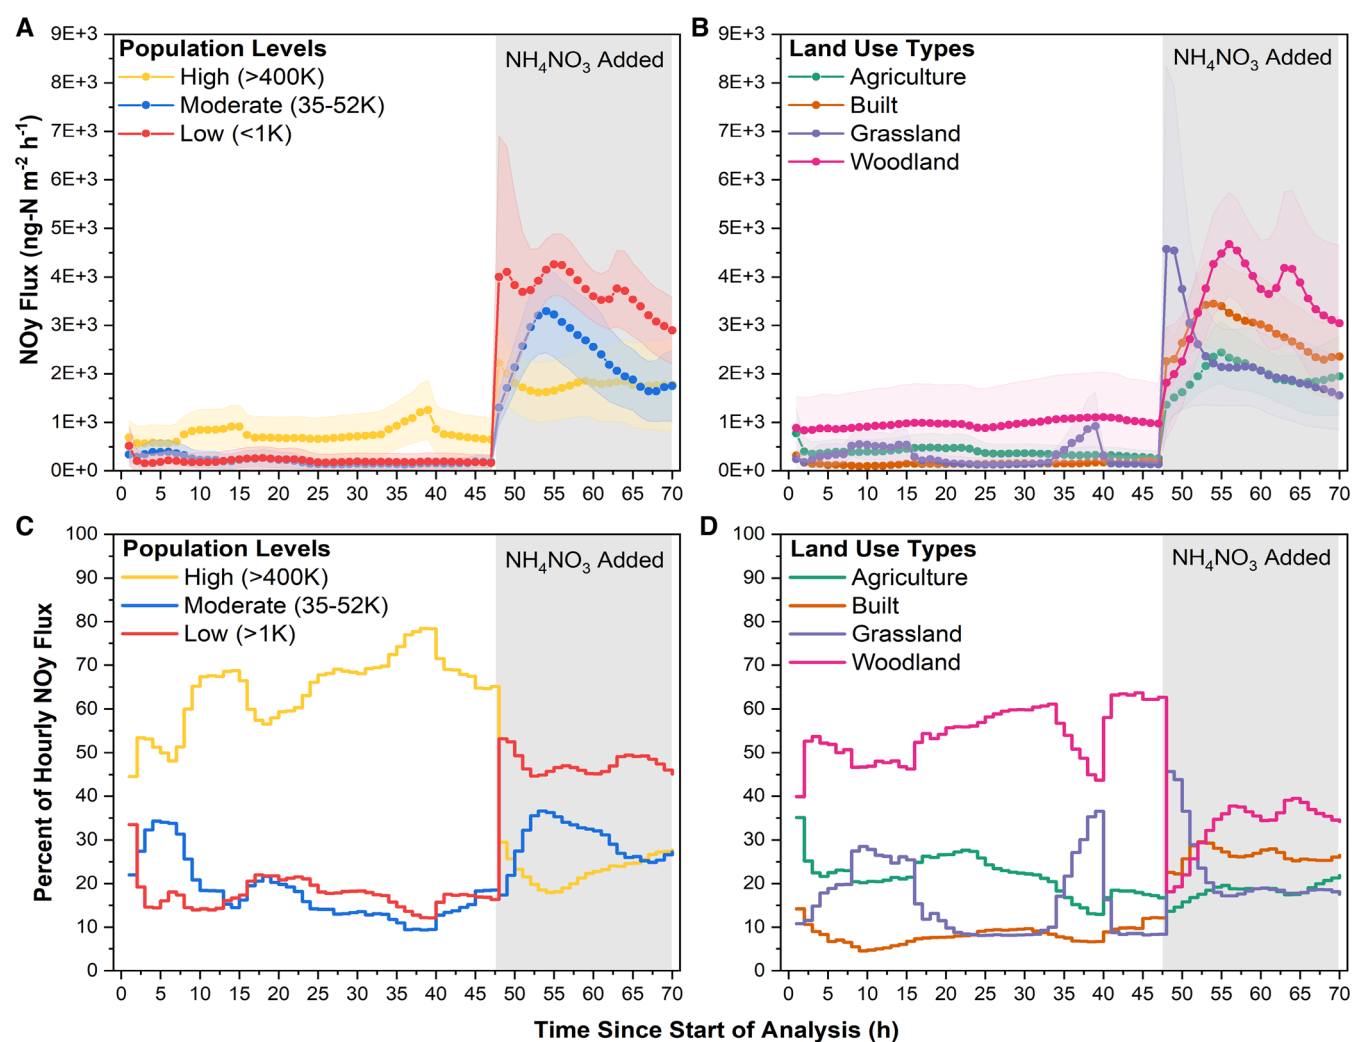 A
NOy Flux (ng-N m⁻² h⁻¹)
9E+3
8E+3
7E+3
6E+3
5E+3
4E+3
3E+3
2E+3
1E+3
0E+0
Population Levels
High (>400K)
Moderate (35-52K)
Low (<1K)
NH₄NO₃ Added
0 5 10 15 20 25 30 35 40 45 50 55 60 65 70
B
9E+3
8E+3
7E+3
6E+3
5E+3
4E+3
3E+3
2E+3
1E+3
0E+0
Land Use Types
Agriculture
Built
Grassland
Woodland
NH₄NO₃ Added
0 5 10 15 20 25 30 35 40 45 50 55 60 65 70
C
Percent of Hourly NOy Flux
100
90
80
70
60
50
40
30
20
10
0
Population Levels
High (>400K)
Moderate (35-52K)
Low (>1K)
NH₄NO₃ Added
0 5 10 15 20 25 30 35 40 45 50 55 60 65 70
D
100
90
80
70
60
50
40
30
20
10
0
Land Use Types
Agriculture
Built
Grassland
Woodland
NH₄NO₃ Added
0 5 10 15 20 25 30 35 40 45 50 55 60 65 70
Time Since Start of Analysis (h)